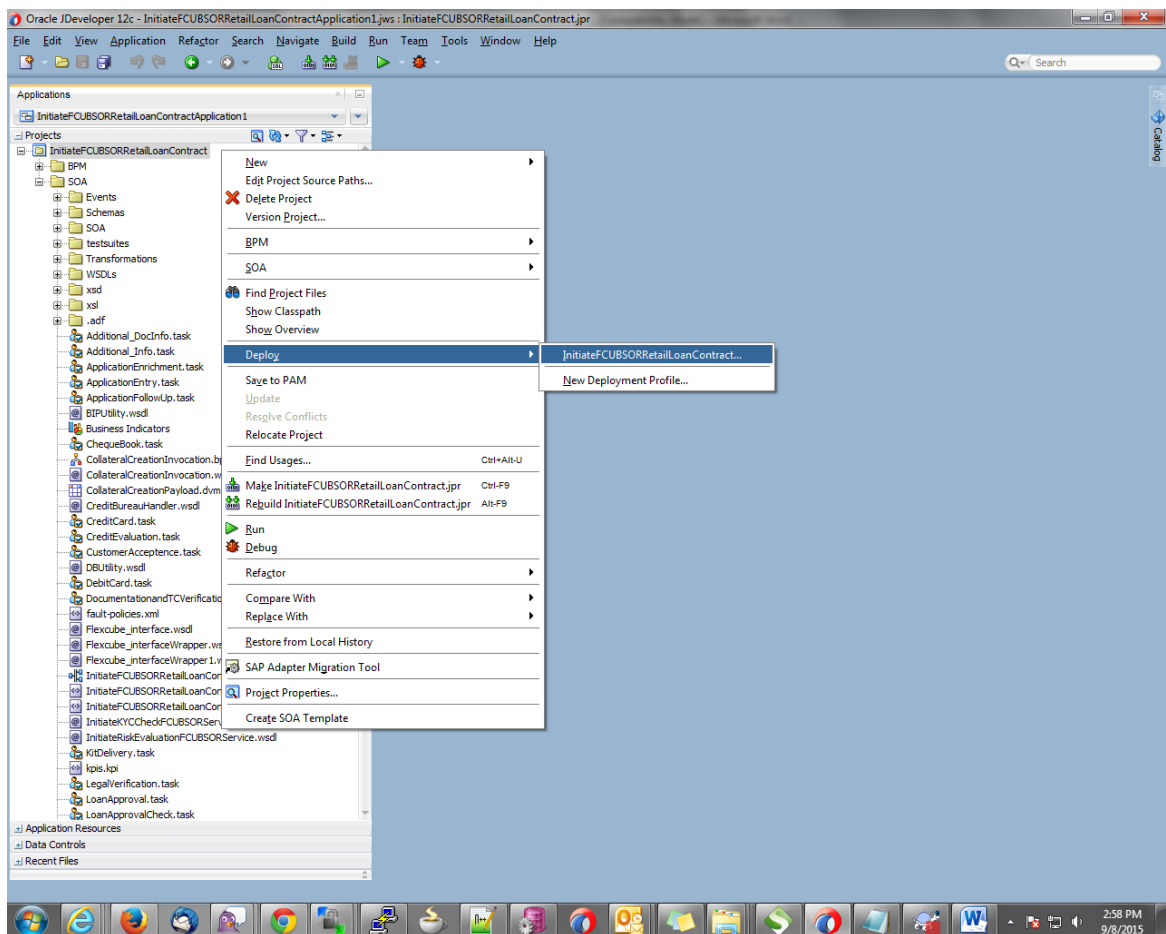 Oracle JDeveloper 12c - InitiateFCUBSORRetailLoanContractApplication1.jws : InitiateFCUBSORRetailLoanContract.jpr
File Edit View Application Refactor Search Navigate Build Run Team Tools Window Help
Search
Applications
InitiateFCUBSORRetailLoanContractApplication1
Projects
InitiateFCUBSORRetailLoanContract
BPM
SOA
Events
Schemas
SOA
testsuites
Transformations
WSDLs
xsd
xsl
.adf
Additional_DocInfo.task
Additional_Info.task
ApplicationEnrichment.task
ApplicationEntry.task
ApplicationFollowUp.task
BIPUtility.wsdl
Business Indicators
ChequeBook.task
CollateralCreationInvocation.b
CollateralCreationInvocation.w
CollateralCreationPayload.dvm
CreditBureauHandler.wsdl
CreditCard.task
CreditEvaluation.task
CustomerAcceptence.task
DBUtility.wsdl
DebitCard.task
DocumentationandTCVerificatio
fault-policies.xml
Flexcube_interface.wsdl
Flexcube_interfaceWrapper.ws
Flexcube_interfaceWrapper1.w
InitiateFCUBSORRetailLoanCon
InitiateFCUBSORRetailLoanCon
InitiateFCUBSORRetailLoanCon
InitiateKYCCheckFCUBSORServ
InitiateRiskEvaluationFCUBSORService.wsdl
KitDelivery.task
kpis.kpi
LegalVerification.task
LoanApproval.task
LoanApprovalCheck.task
Application Resources
Data Controls
Recent Files
New
Edit Project Source Paths...
Delete Project
Version Project...
BPM
SOA
Find Project Files
Show Classpath
Show Overview
Deploy
Save to PAM
Update
Resolve Conflicts
Relocate Project
Find Usages... Ctrl+Alt-U
Make InitiateFCUBSORRetailLoanContract.jpr Ctrl-F9
Rebuild InitiateFCUBSORRetailLoanContract.jpr Alt-F9
Run
Debug
Refactor
Compare With
Replace With
Restore from Local History
SAP Adapter Migration Tool
Project Properties...
Create SOA Template
InitiateFCUBSORRetailLoanContract...
New Deployment Profile...
Catalog
2:58 PM
9/8/2015